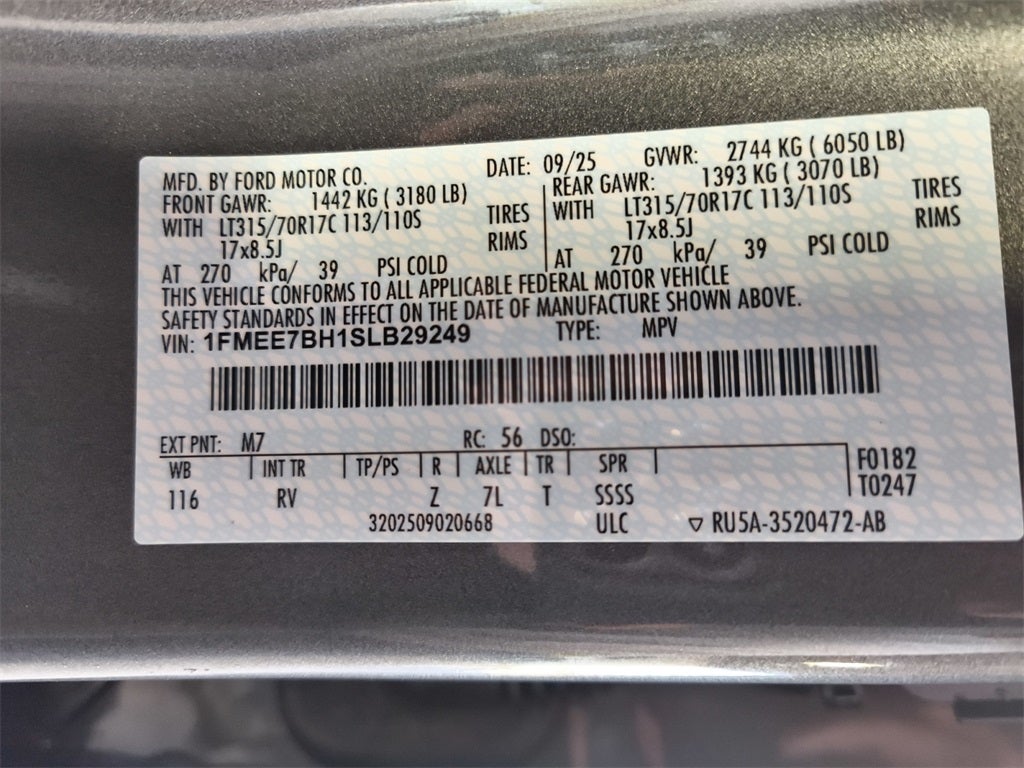 MFD. BY FORD MOTOR CO. DATE: 09/25 GVWR: 2744 KG ( 6050 LB)
FRONT GAWR: 1442 KG ( 3180 LB) REAR GAWR: 1393 KG ( 3070 LB)
WITH LT315/70R17C 113/110S TIRES WITH LT315/70R17C 113/110S TIRES
17x8.5J RIMS 17x8.5J RIMS
AT 270 kPa/ 39 PSI COLD AT 270 kPa/ 39 PSI COLD
THIS VEHICLE CONFORMS TO ALL APPLICABLE FEDERAL MOTOR VEHICLE
SAFETY STANDARDS IN EFFECT ON THE DATE OF MANUFACTURE SHOWN ABOVE.
VIN: 1FMEE7BH1SLB29249 TYPE: MPV
EXT PNT: M7 RC: 56 DSO:
WB INT TR TP/PS R AXLE TR SPR F0182
116 RV Z 7L T SSSS T0247
3202509020668 ULC ▽ RU5A-3520472-AB